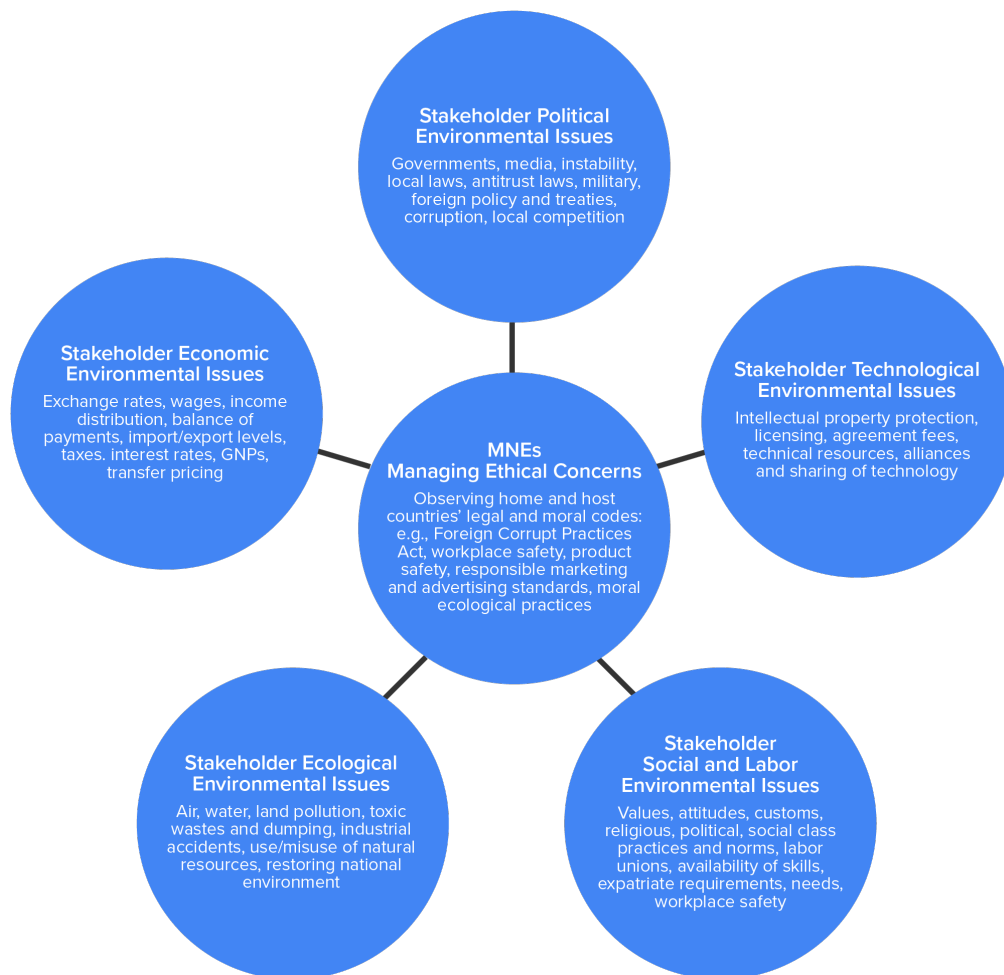 Stakeholder Political
Environmental Issues
Governments, media, instability,
local laws, antitrust laws, military,
foreign policy and treaties,
corruption, local competition
Stakeholder Economic
Environmental Issues
Exchange rates, wages, income
distribution, balance of
payments, import/export levels,
taxes. interest rates, GNPs,
transfer pricing
Stakeholder Technological
Environmental Issues
Intellectual property protection,
licensing, agreement fees,
technical resources, alliances
and sharing of technology
MNEs
Managing Ethical Concerns
Observing home and host
countries' legal and moral codes:
e.g., Foreign Corrupt Practices
Act, workplace safety, product
safety, responsible marketing
and advertising standards, moral
ecological practices
Stakeholder Ecological
Environmental Issues
Air, water, land pollution, toxic
wastes and dumping, industrial
accidents, use/misuse of natural
resources, restoring national
environment
Stakeholder
Social and Labor
Environmental Issues
Values, attitudes, customs,
religious, political, social class
practices and norms, labor
unions, availability of skills,
expatriate requirements, needs,
workplace safety